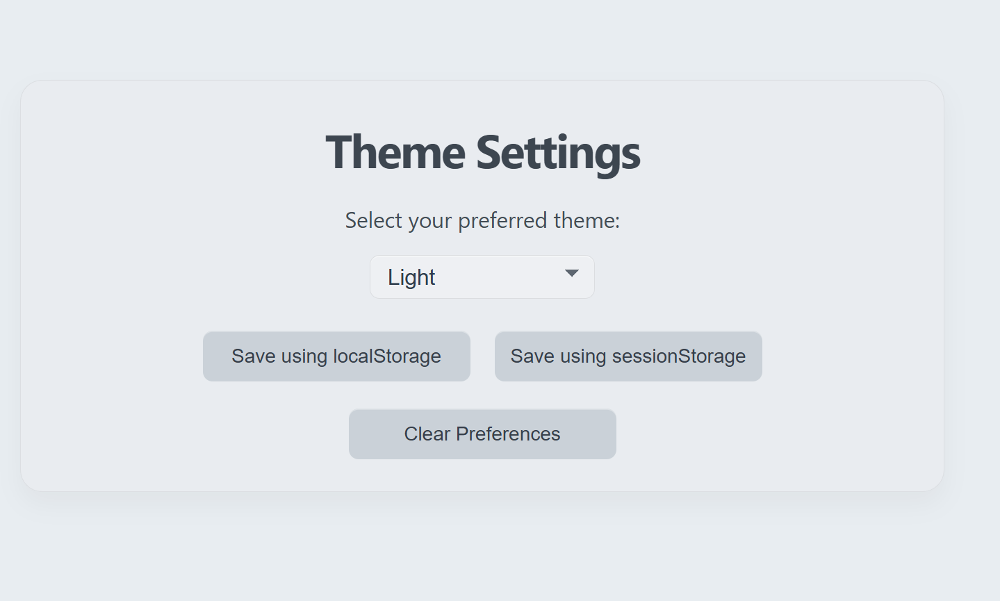 Theme Settings
Select your preferred theme:
Light
Save using localStorage
Save using sessionStorage
Clear Preferences